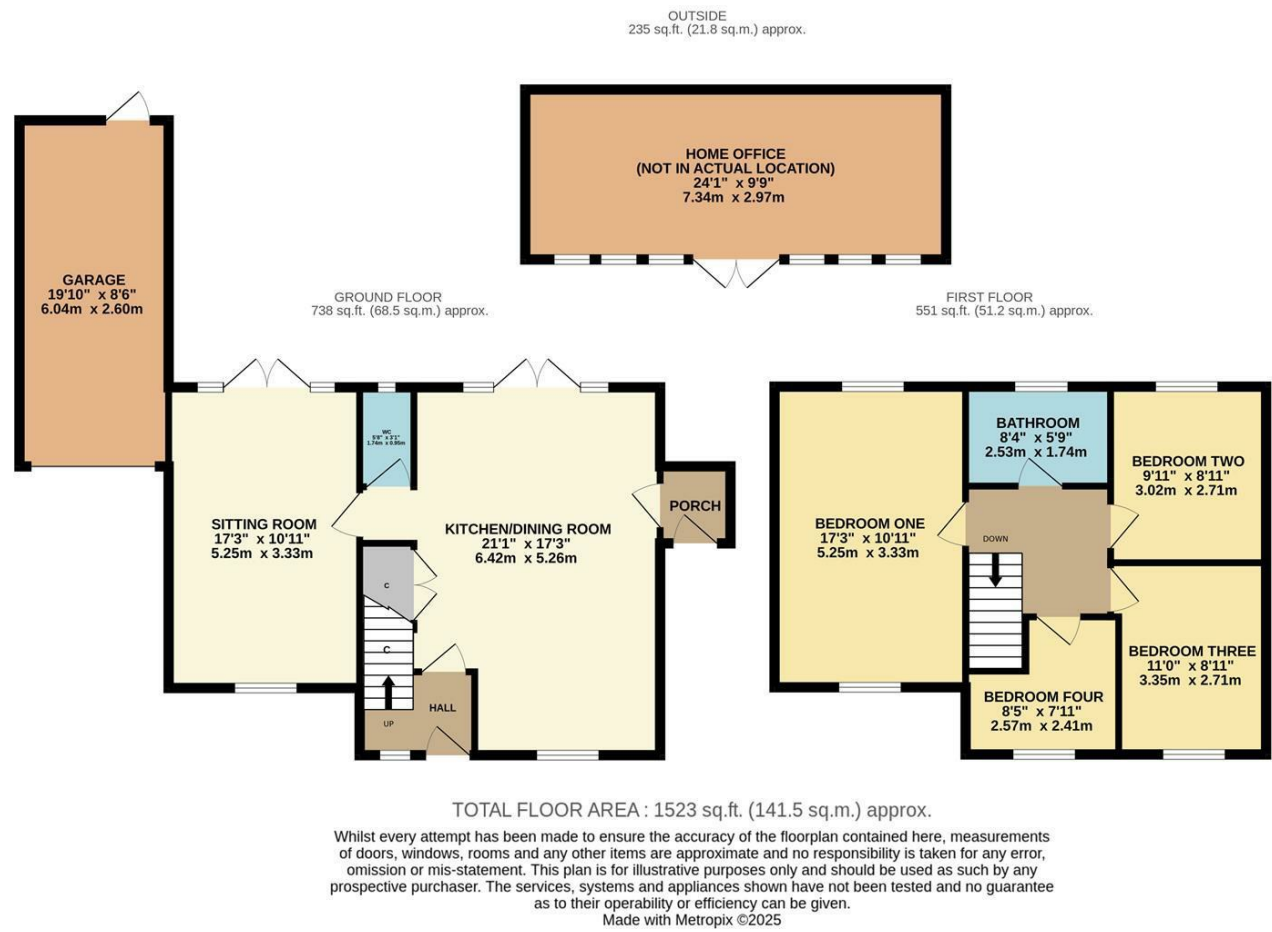 OUTSIDE
235 sq.ft. (21.8 sq.m.) approx.
HOME OFFICE
(NOT IN ACTUAL LOCATION)
24'1" x 9'9"
7.34m x 2.97m
GARAGE
19'10" x 8'6"
6.04m x 2.60m
GROUND FLOOR
738 sq.ft. (68.5 sq.m.) approx.
WC
5'8" x 3'1"
1.74m x 0.95m
SITTING ROOM
17'3" x 10'11"
5.25m x 3.33m
KITCHEN/DINING ROOM
21'1" x 17'3"
6.42m x 5.26m
PORCH
C
C
UP
HALL
FIRST FLOOR
551 sq.ft. (51.2 sq.m.) approx.
BATHROOM
8'4" x 5'9"
2.53m x 1.74m
BEDROOM TWO
9'11" x 8'11"
3.02m x 2.71m
BEDROOM ONE
17'3" x 10'11"
5.25m x 3.33m
DOWN
BEDROOM THREE
11'0" x 8'11"
3.35m x 2.71m
BEDROOM FOUR
8'5" x 7'11"
2.57m x 2.41m
TOTAL FLOOR AREA : 1523 sq.ft. (141.5 sq.m.) approx.
Whilst every attempt has been made to ensure the accuracy of the floorplan contained here, measurements
of doors, windows, rooms and any other items are approximate and no responsibility is taken for any error,
omission or mis-statement. This plan is for illustrative purposes only and should be used as such by any
prospective purchaser. The services, systems and appliances shown have not been tested and no guarantee
as to their operability or efficiency can be given.
Made with Metropix ©2025